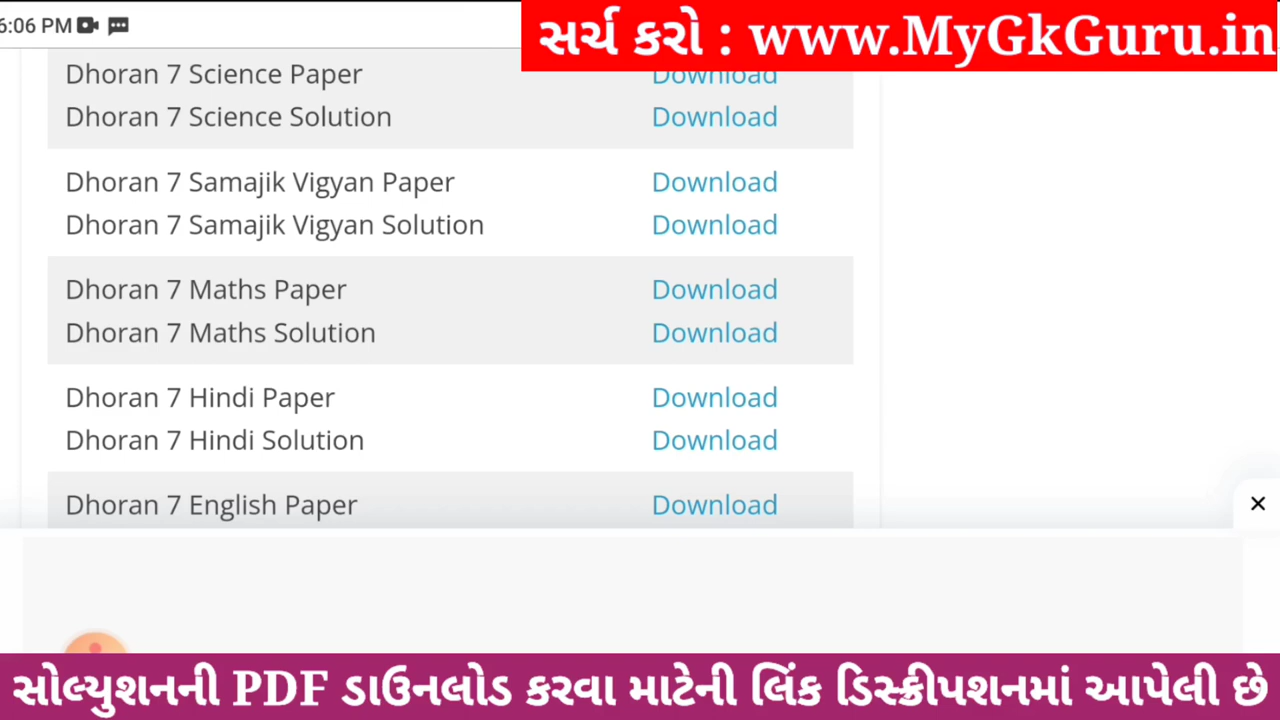 6:06 PM
સર્ચ કરો : www.MyGkGuru.in
Dhoran 7 Science Paper Download
Dhoran 7 Science Solution Download
Dhoran 7 Samajik Vigyan Paper Download
Dhoran 7 Samajik Vigyan Solution Download
Dhoran 7 Maths Paper Download
Dhoran 7 Maths Solution Download
Dhoran 7 Hindi Paper Download
Dhoran 7 Hindi Solution Download
Dhoran 7 English Paper Download
સોલ્યુશનની PDF ડાઉનલોડ કરવા માટેની લિંક ડિસ્ક્રીપશનમાં આપેલી છે